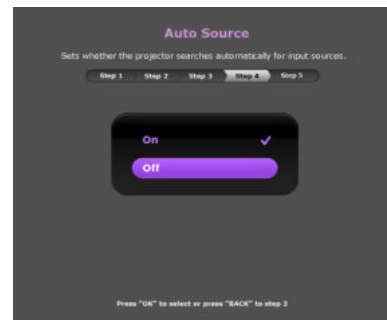 Auto Source
Sets whether the projector searches automatically for input sources.
Step 1 Step 2 Step 3 Step 4 Step 5
On
Off
Press "OK" to select or press "BACK" to step 3